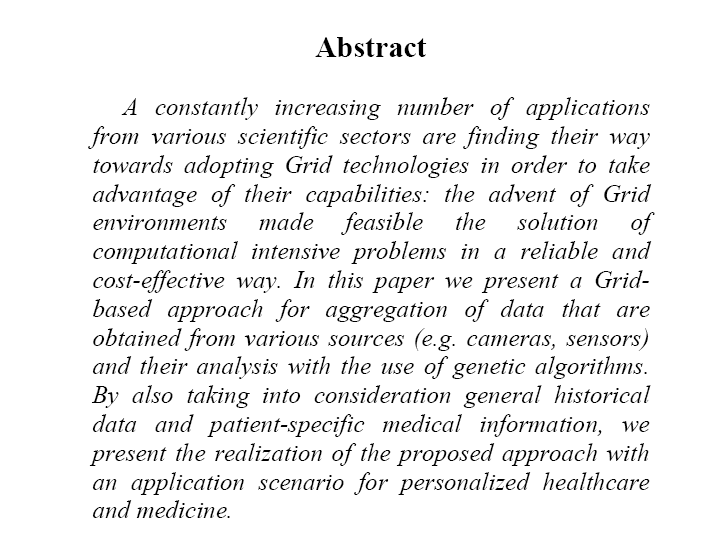 Abstract
A constantly increasing number of applications
from various scientific sectors are finding their way
towards adopting Grid technologies in order to take
advantage of their capabilities: the advent of Grid
environments made feasible the solution of
computational intensive problems in a reliable and
cost-effective way. In this paper we present a Grid-
based approach for aggregation of data that are
obtained from various sources (e.g. cameras, sensors)
and their analysis with the use of genetic algorithms.
By also taking into consideration general historical
data and patient-specific medical information, we
present the realization of the proposed approach with
an application scenario for personalized healthcare
and medicine.